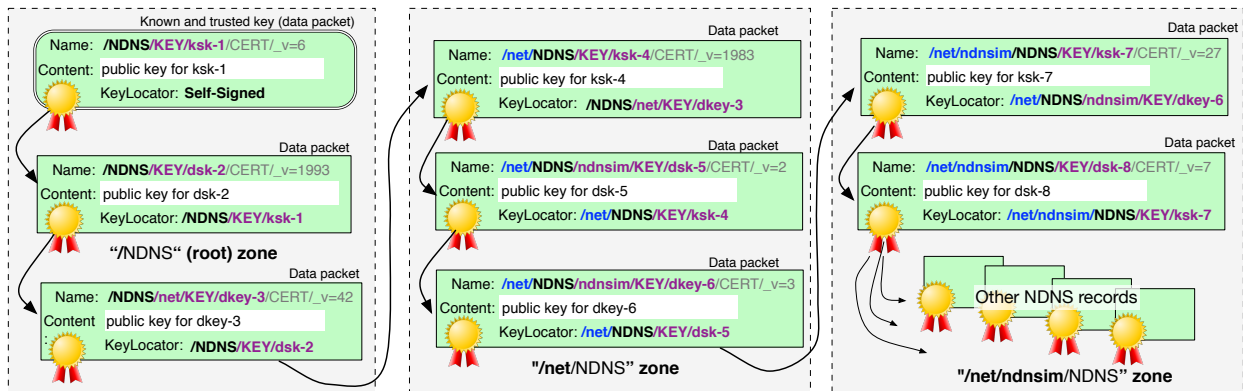 Known and trusted key (data packet)
Name: /NDNS/KEY/ksk-1/CERT/_v=6
Content: public key for ksk-1
KeyLocator: Self-Signed
Data packet
Name: /NDNS/KEY/dsk-2/CERT/_v=1993
Content: public key for dsk-2
KeyLocator: /NDNS/KEY/ksk-1
“/NDNS“ (root) zone
Data packet
Name: /NDNS/net/KEY/dkey-3/CERT/_v=42
Content
: public key for dkey-3
KeyLocator: /NDNS/KEY/dsk-2
Data packet
Name: /net/NDNS/KEY/ksk-4/CERT/_v=1983
Content: public key for ksk-4
KeyLocator: /NDNS/net/KEY/dkey-3
Data packet
Name: /net/NDNS/ndnsim/KEY/dsk-5/CERT/_v=2
Content: public key for dsk-5
KeyLocator: /net/NDNS/KEY/ksk-4
Data packet
Name: /net/NDNS/ndnsim/KEY/dkey-6/CERT/_v=3
Content: public key for dkey-6
KeyLocator: /net/NDNS/KEY/dsk-5
"/net/NDNS” zone
Data packet
Name: /net/ndnsim/NDNS/KEY/ksk-7/CERT/_v=27
Content: public key for ksk-7
KeyLocator: /net/NDNS/ndnsim/KEY/dkey-6
Data packet
Name: /net/ndnsim/NDNS/KEY/dsk-8/CERT/_v=7
Content: public key for dsk-8
KeyLocator: /net/ndnsim/NDNS/KEY/ksk-7
Other NDNS records
"/net/ndnsim/NDNS” zone